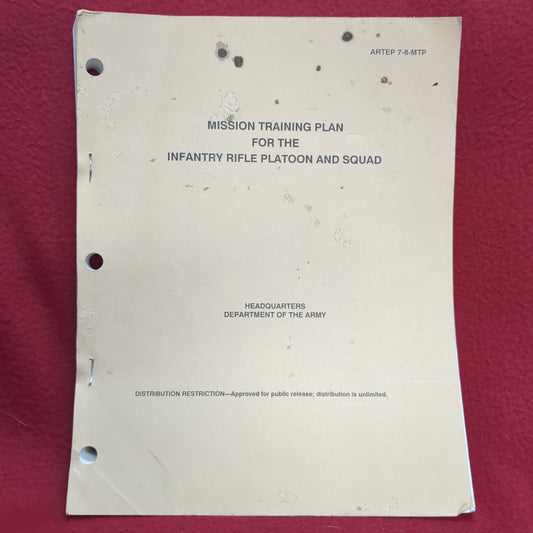 ARTEP 7-8-MTP
MISSION TRAINING PLAN
FOR THE
INFANTRY RIFLE PLATOON AND SQUAD
HEADQUARTERS
DEPARTMENT OF THE ARMY
DISTRIBUTION RESTRICTION—Approved for public release; distribution is unlimited.